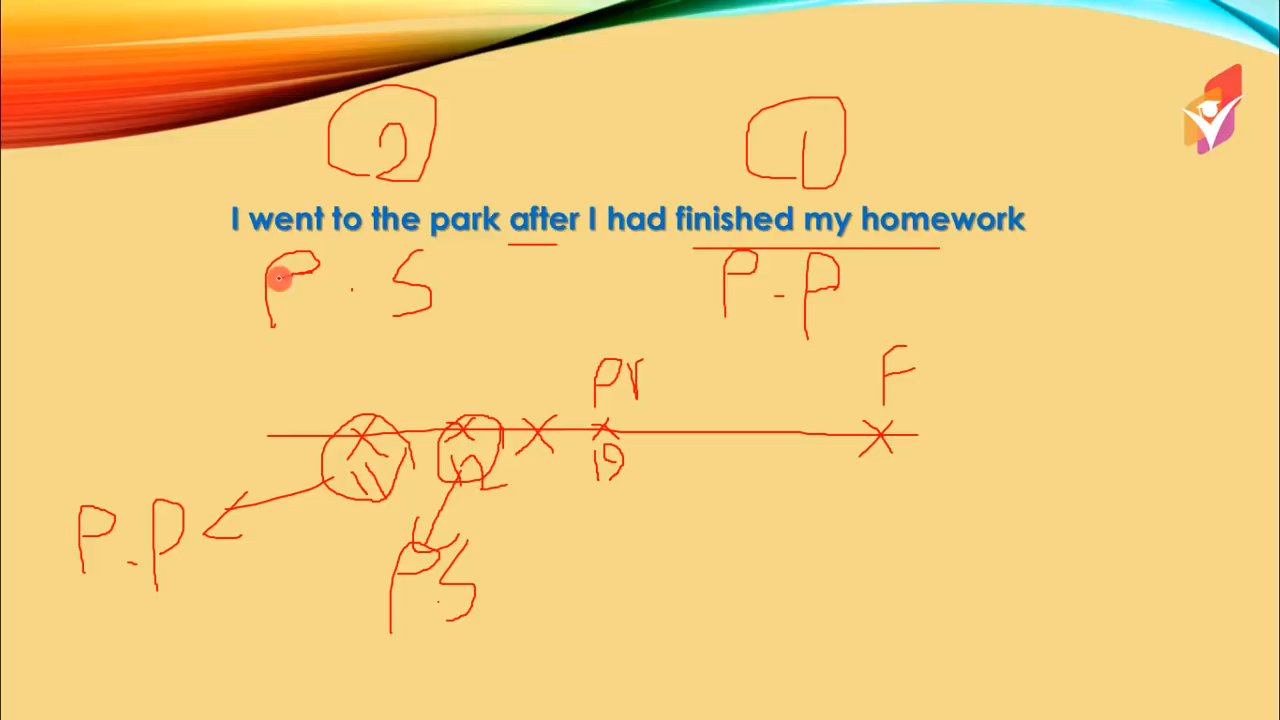 2 1
I went to the park after I had finished my homework
P . S P - P
Pr F
P.P
P.S